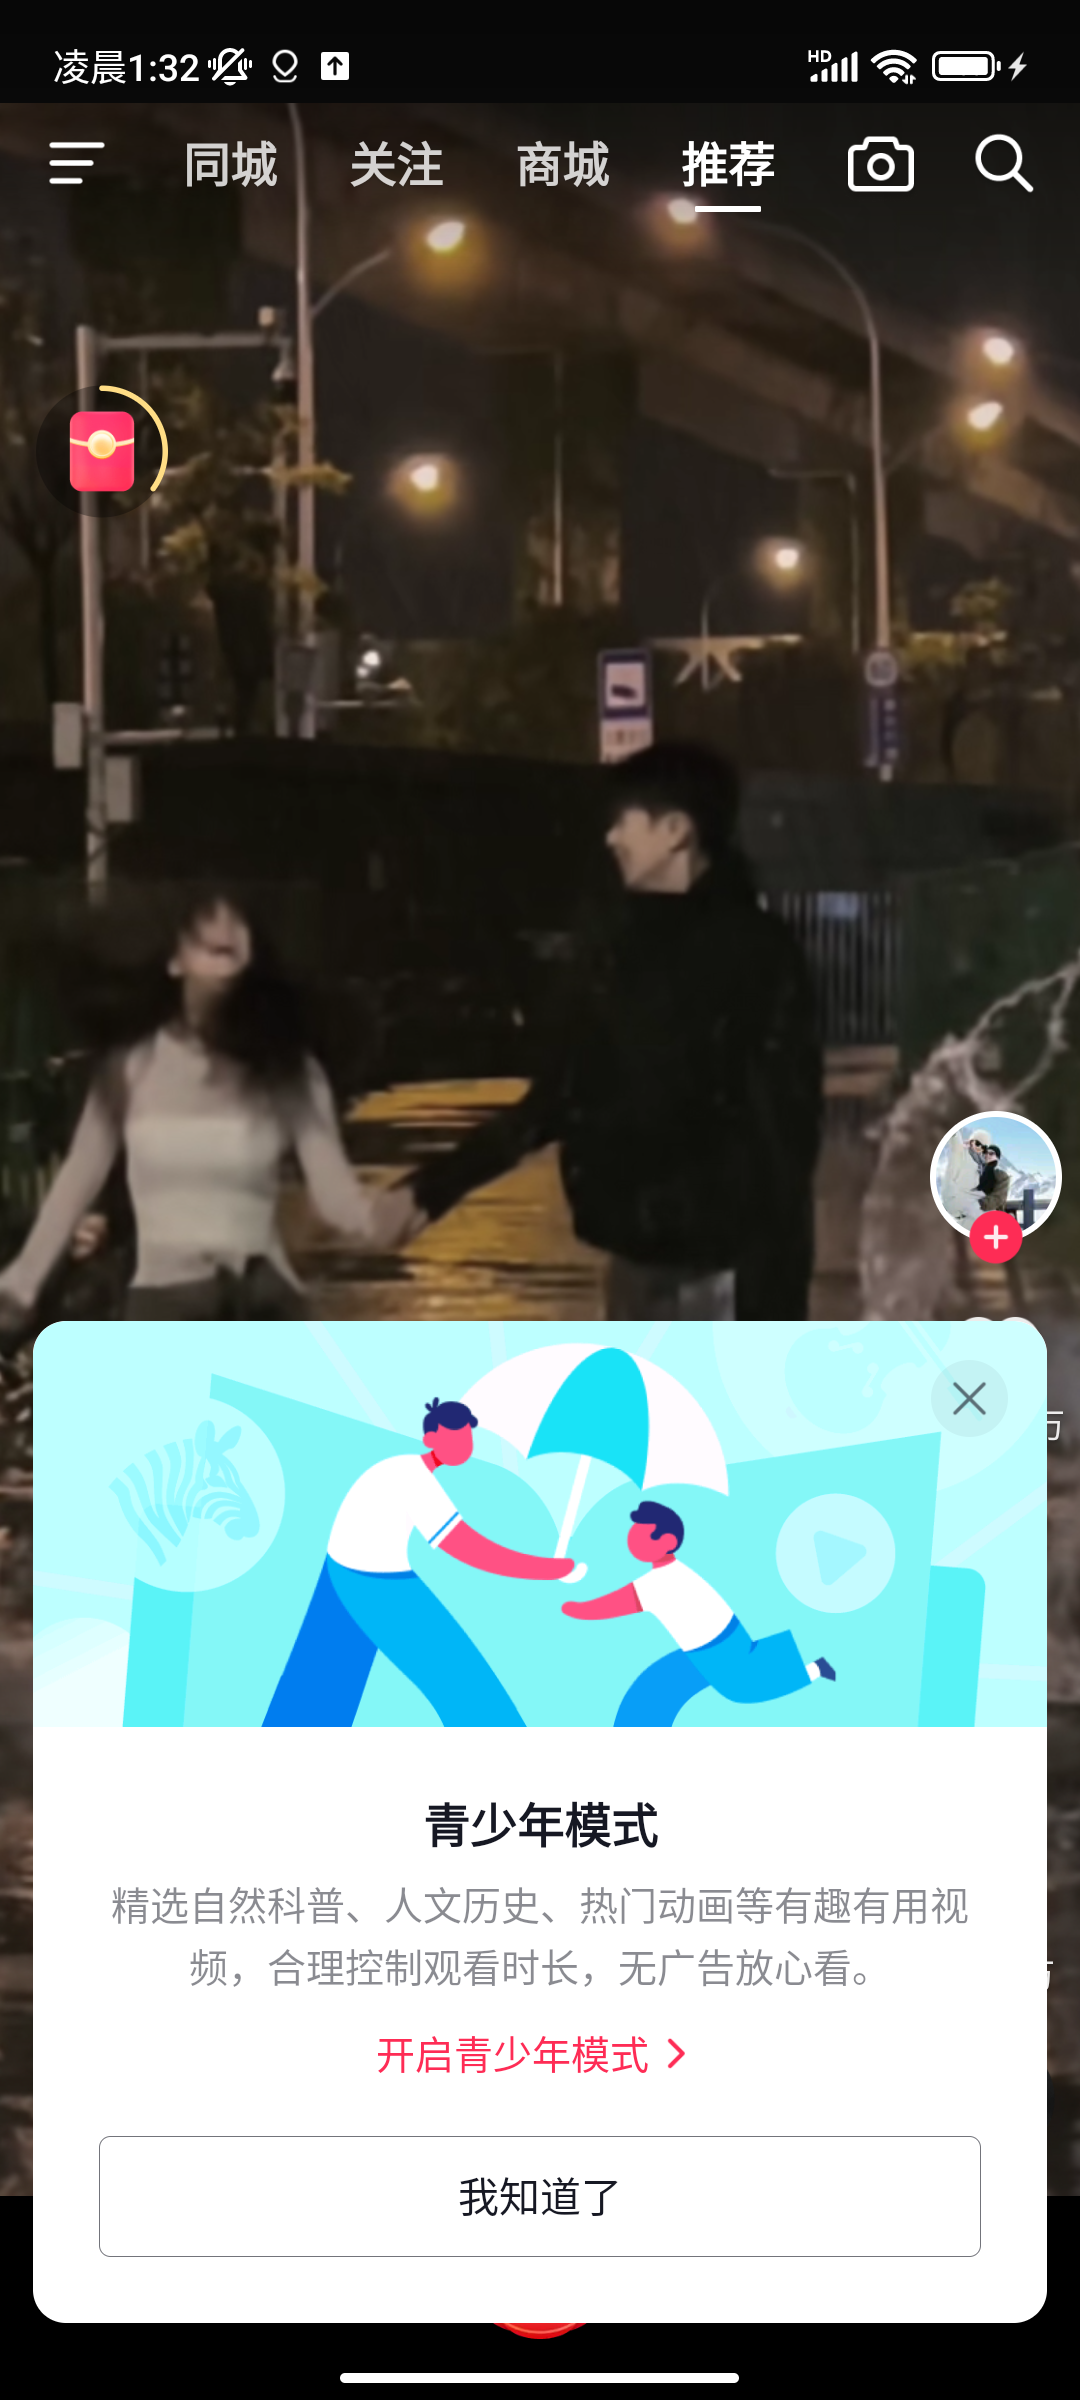 凌晨1:32
HD
同城 关注 商城 推荐
青少年模式
精选自然科普、人文历史、热门动画等有趣有用视
频，合理控制观看时长，无广告放心看。
开启青少年模式
我知道了